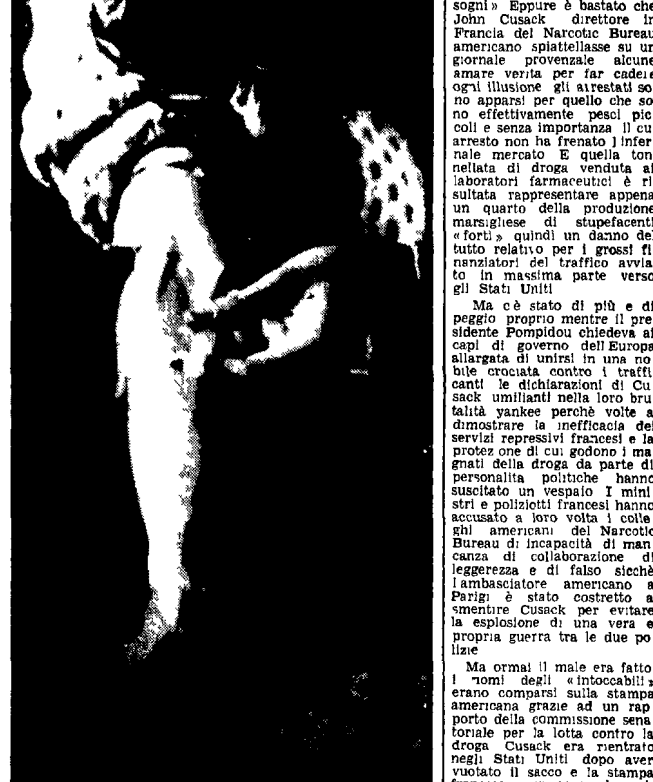 sogni» Eppure è bastato che
John Cusack direttore in
Francia del Narcotic Bureau
americano spiattellasse su un
giornale provenzale alcune
amare verita per far cadere
ogni illusione gli arrestati so
no apparsi per quello che so
no effettivamente pesci pic
coli e senza importanza il cu
arresto non ha frenato l infer
nale mercato E quella ton
nellata di droga venduta ai
laboratori farmaceutici è ri
sultata rappresentare appena
un quarto della produzione
marsigliese di stupefacenti
«forti» quindi un danno del
tutto relativo per i grossi fi
nanziatori del traffico avvia
to in massima parte verso
gli Stati Uniti
Ma c è stato di più e di
peggio proprio mentre il pre
sidente Pompidou chiedeva ai
capi di governo dell Europa
allargata di unirsi in una no
bile crociata contro i traffi
canti le dichiarazioni di Cu
sack umilianti nella loro bru
talità yankee perchè volte a
dimostrare la inefficacia dei
servizi repressivi francesi e la
protez one di cui godono i ma
gnati della droga da parte di
personalita politiche hanno
suscitato un vespaio I mini
stri e poliziotti francesi hanno
accusato a loro volta i colle
ghi americani del Narcotic
Bureau di incapacità di man
canza di collaborazione di
leggerezza e di falso sicchè
l ambasciatore americano a
Parigi è stato costretto a
smentire Cusack per evitare
la esplosione di una vera e
propria guerra tra le due po
lizie
Ma ormai il male era fatto
i nomi degli «intoccabili»
erano comparsi sulla stampa
americana grazie ad un rap
porto della commissione sena
toriale per la lotta contro la
droga Cusack era rientrato
negli Stati Uniti dopo aver
vuotato il sacco e la stampa